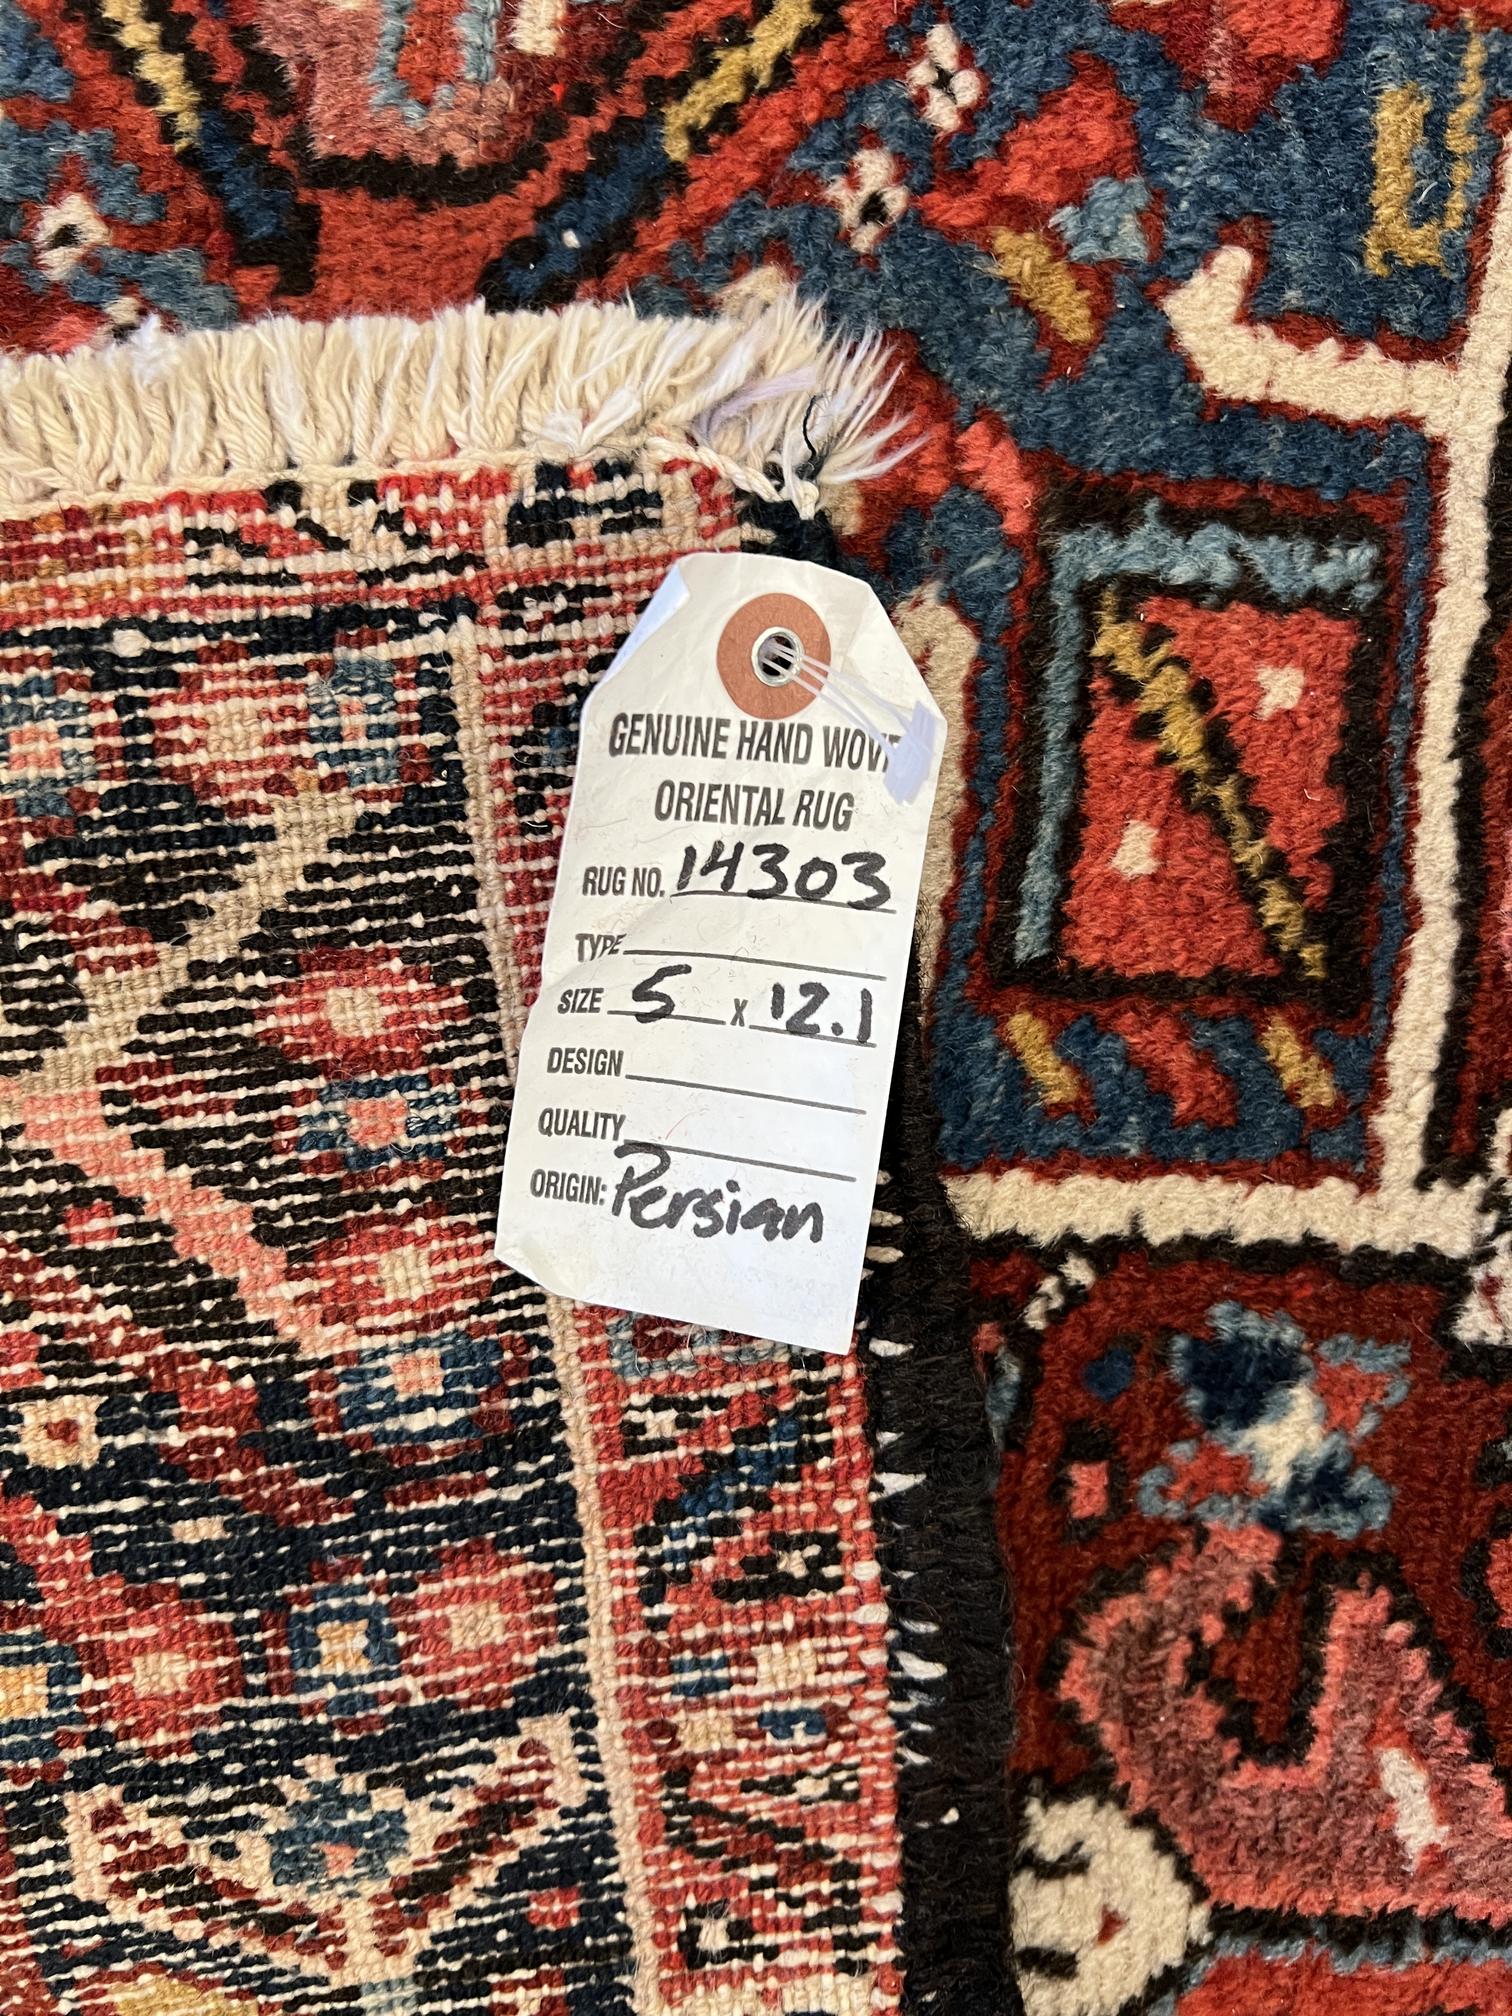 GENUINE HAND WOVE
ORIENTAL RUG
RUG NO. 14303
TYPE
SIZE 5 X 12.1
DESIGN
QUALITY
ORIGIN: Persian